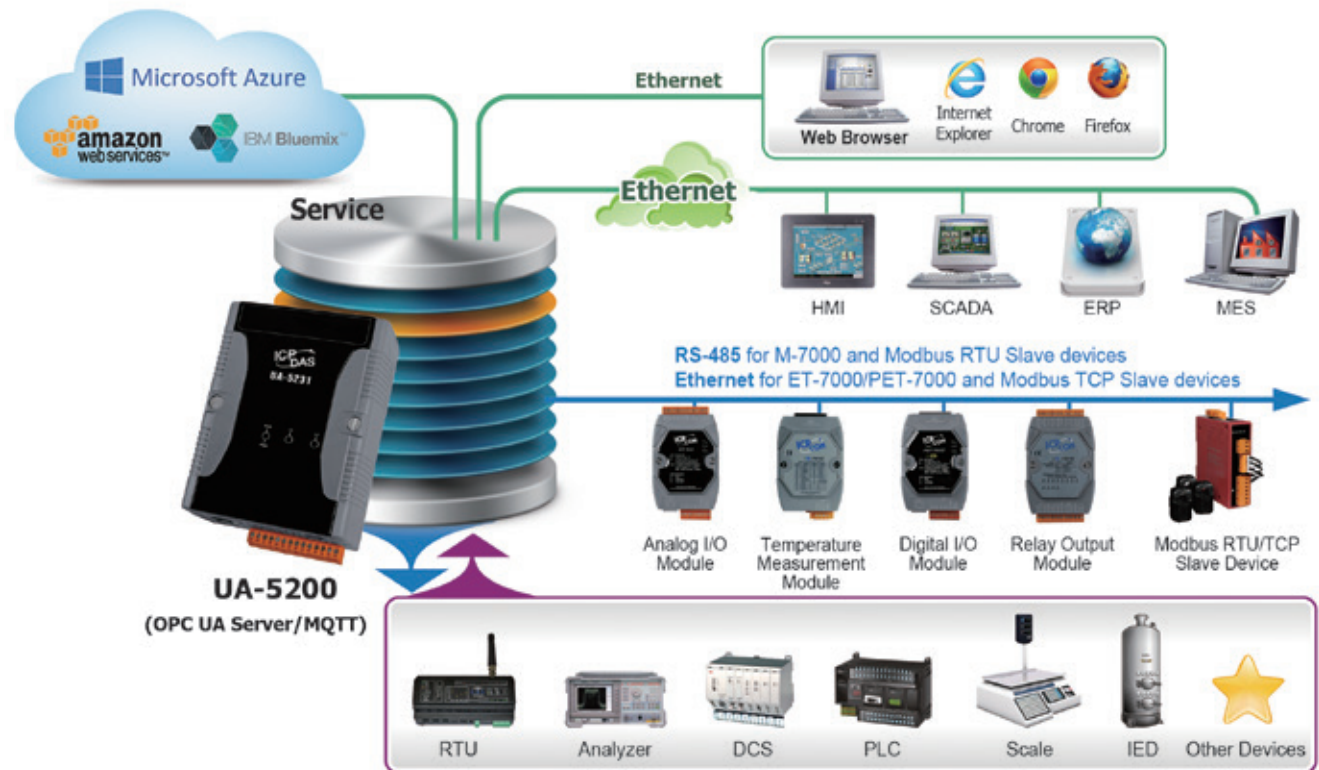 Microsoft Azure
amazon
web services™
IBM Bluemix™
Ethernet
Web Browser
Internet
Explorer
Chrome
Firefox
Service
Ethernet
HMI
SCADA
ERP
MES
RS-485 for M-7000 and Modbus RTU Slave devices
Ethernet for ET-7000/PET-7000 and Modbus TCP Slave devices
ICP DAS
UA-5231
Analog I/O
Module
Temperature
Measurement
Module
Digital I/O
Module
Relay Output
Module
Modbus RTU/TCP
Slave Device
UA-5200
(OPC UA Server/MQTT)
RTU
Analyzer
DCS
PLC
Scale
IED
Other Devices